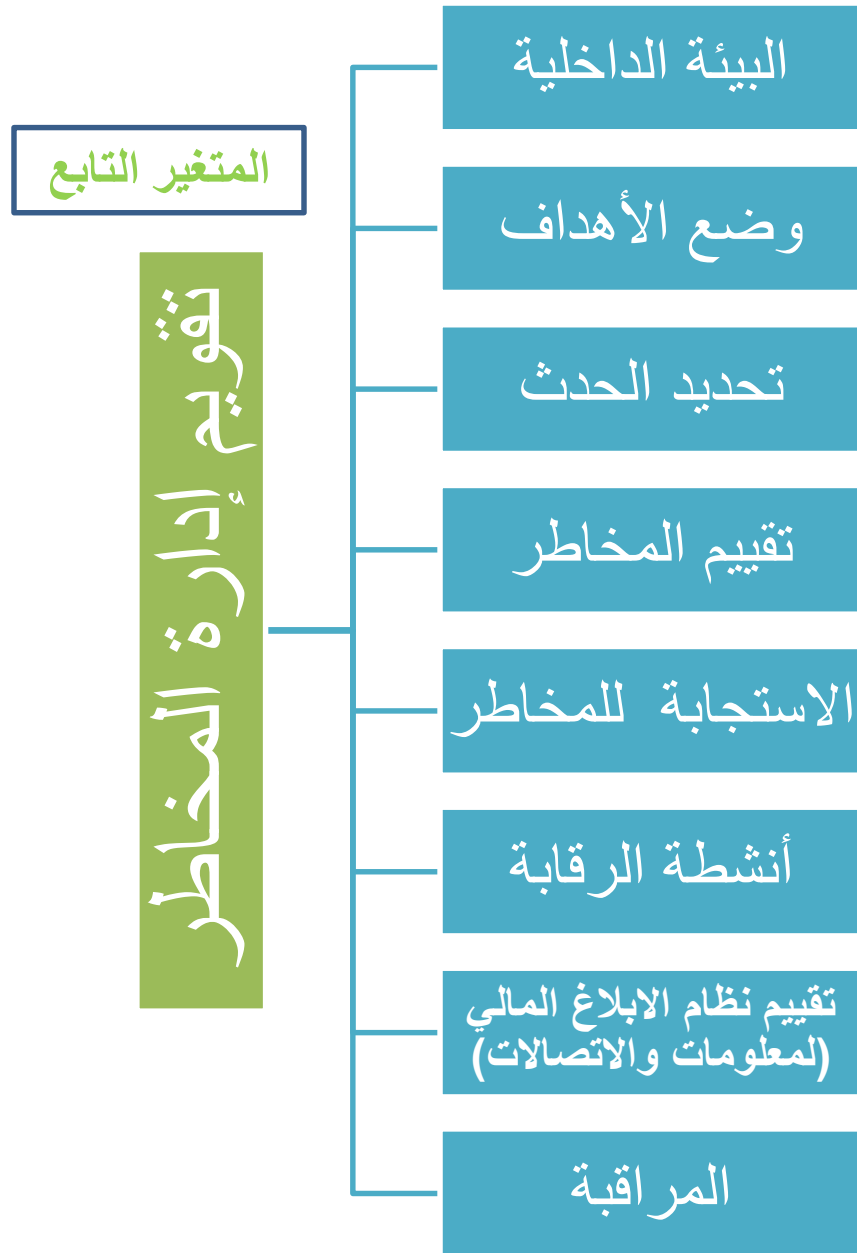 المتغير التابع
تقويم إدارة المخاطر
البيئة الداخلية
وضع الأهداف
تحديد الحدث
تقييم المخاطر
الاستجابة للمخاطر
أنشطة الرقابة
تقييم نظام الابلاغ المالي
(لمعلومات والاتصالات)
المراقبة